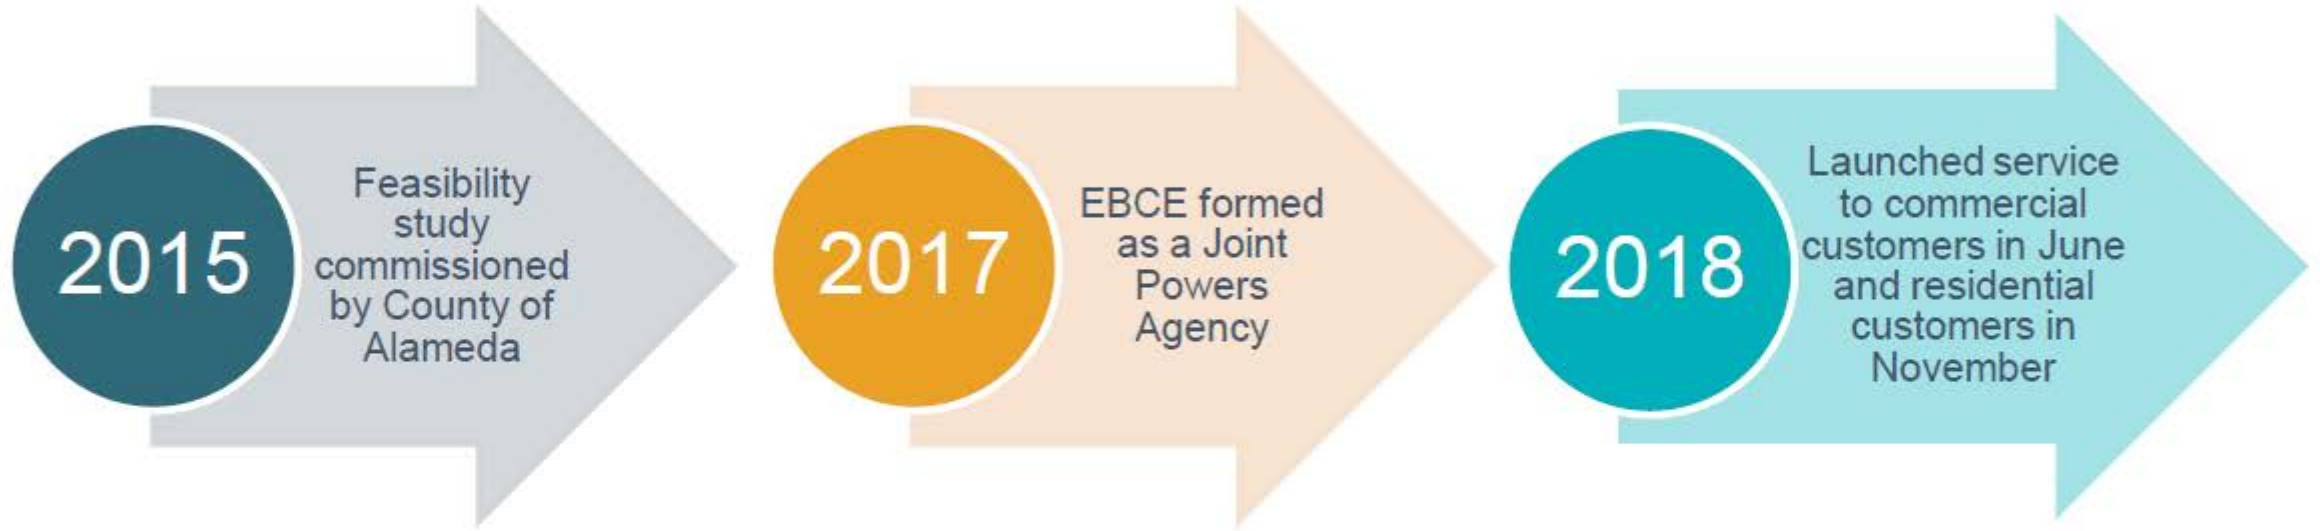 2015
Feasibility
study
commissioned
by County of
Alameda
2017
EBCE formed
as a Joint
Powers
Agency
2018
Launched service
to commercial
customers in June
and residential
customers in
November